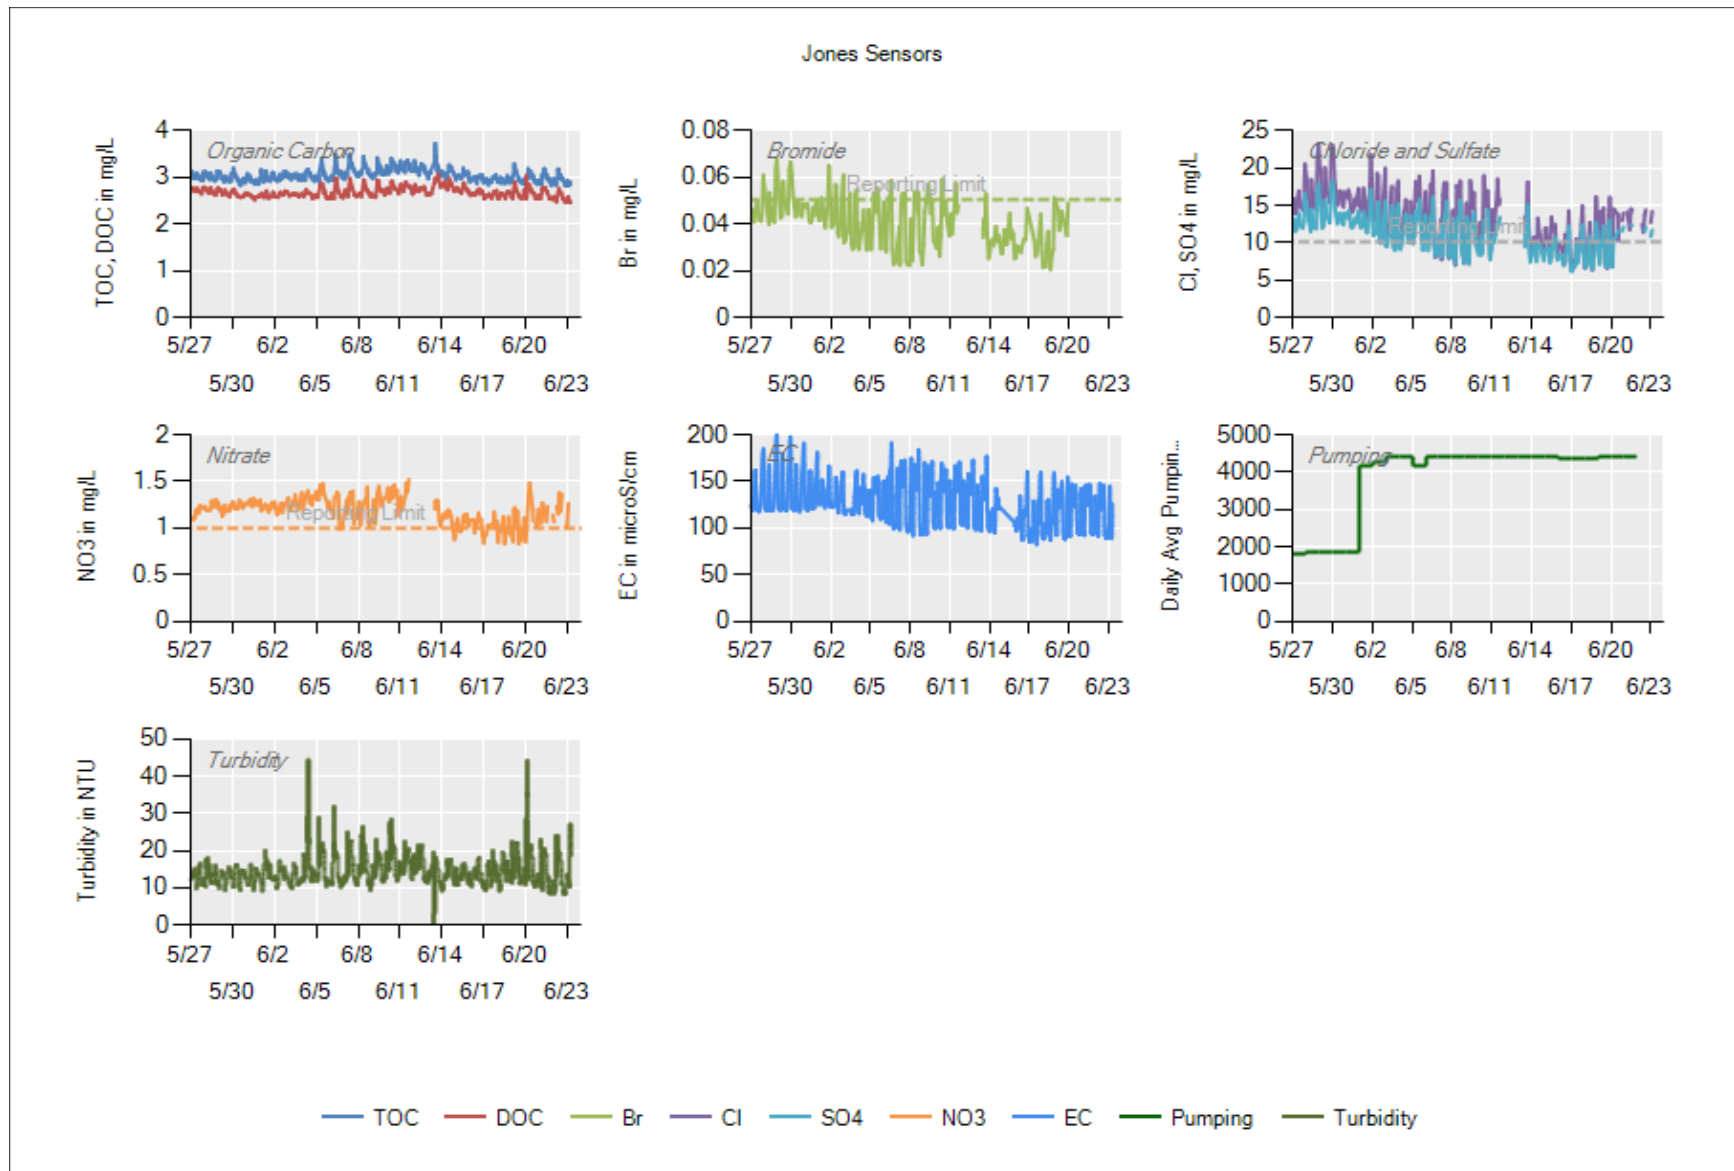 Jones Sensors
TOC, DOC in mg/L
4
3
2
1
0
Organic Carbon
5/27 6/2 6/8 6/14 6/20
5/30 6/5 6/11 6/17 6/23
Br in mg/L
0.08
0.06
0.04
0.02
0
Bromide
Reporting Limit
5/27 6/2 6/8 6/14 6/20
5/30 6/5 6/11 6/17 6/23
Cl, SO4 in mg/L
25
20
15
10
5
0
Chloride and Sulfate
Reporting Limit
5/27 6/2 6/8 6/14 6/20
5/30 6/5 6/11 6/17 6/23
NO3 in mg/L
2
1.5
1
0.5
0
Nitrate
Reporting Limit
5/27 6/2 6/8 6/14 6/20
5/30 6/5 6/11 6/17 6/23
EC in microS/cm
200
150
100
50
0
EC
5/27 6/2 6/8 6/14 6/20
5/30 6/5 6/11 6/17 6/23
Daily Avg Pumpin...
5000
4000
3000
2000
1000
0
Pumping
5/27 6/2 6/8 6/14 6/20
5/30 6/5 6/11 6/17 6/23
Turbidity in NTU
50
40
30
20
10
0
Turbidity
5/27 6/2 6/8 6/14 6/20
5/30 6/5 6/11 6/17 6/23
TOC DOC Br Cl SO4 NO3 EC Pumping Turbidity